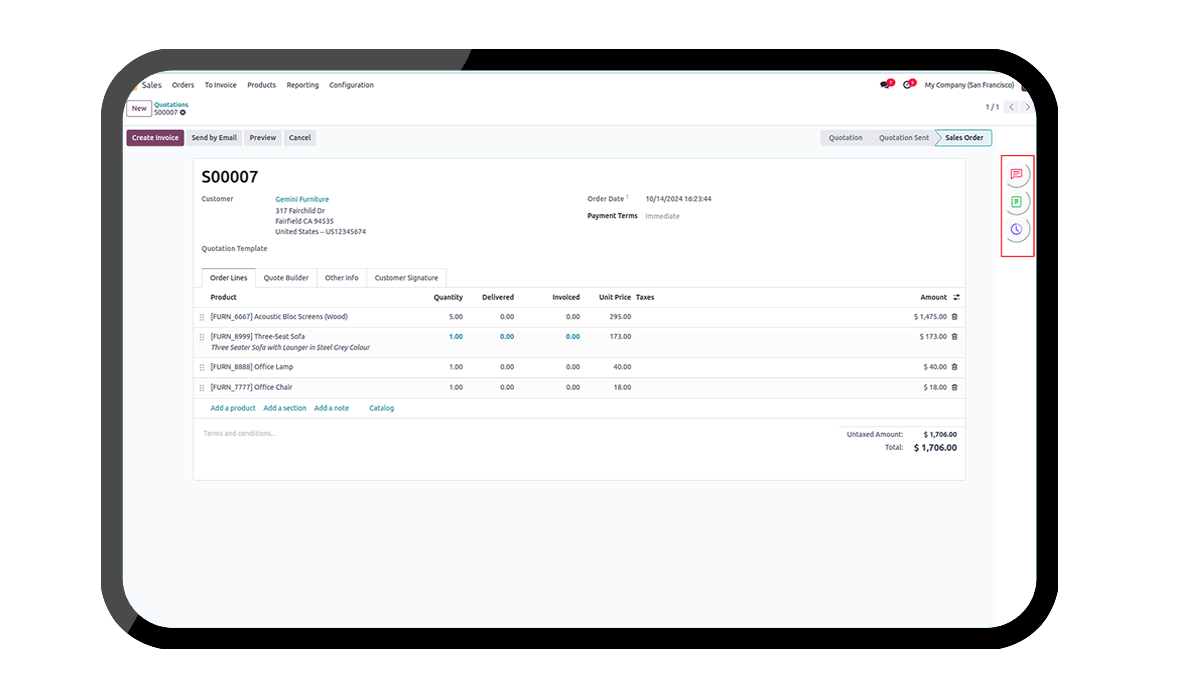 Sales Orders To Invoice Products Reporting Configuration 7 5 My Company (San Francisco)
New Quotations 1 / 1
S00007
Create Invoice Send by Email Preview Cancel Quotation Quotation Sent Sales Order
S00007
Customer Gemini Furniture Order Date ? 10/14/2024 16:23:44
317 Fairchild Dr
Fairfield CA 94535 Payment Terms Immediate
United States – US12345674
Quotation Template
Order Lines Quote Builder Other Info Customer Signature
Product Quantity Delivered Invoiced Unit Price Taxes Amount
[FURN_6667] Acoustic Bloc Screens (Wood) 5.00 0.00 0.00 295.00 $ 1,475.00
[FURN_8999] Three-Seat Sofa 1.00 0.00 0.00 173.00 $ 173.00
Three Seater Sofa with Lounger in Steel Grey Colour
[FURN_8888] Office Lamp 1.00 0.00 0.00 40.00 $ 40.00
[FURN_7777] Office Chair 1.00 0.00 0.00 18.00 $ 18.00
Add a product Add a section Add a note Catalog
Terms and conditions... Untaxed Amount: $ 1,706.00
Total: $ 1,706.00